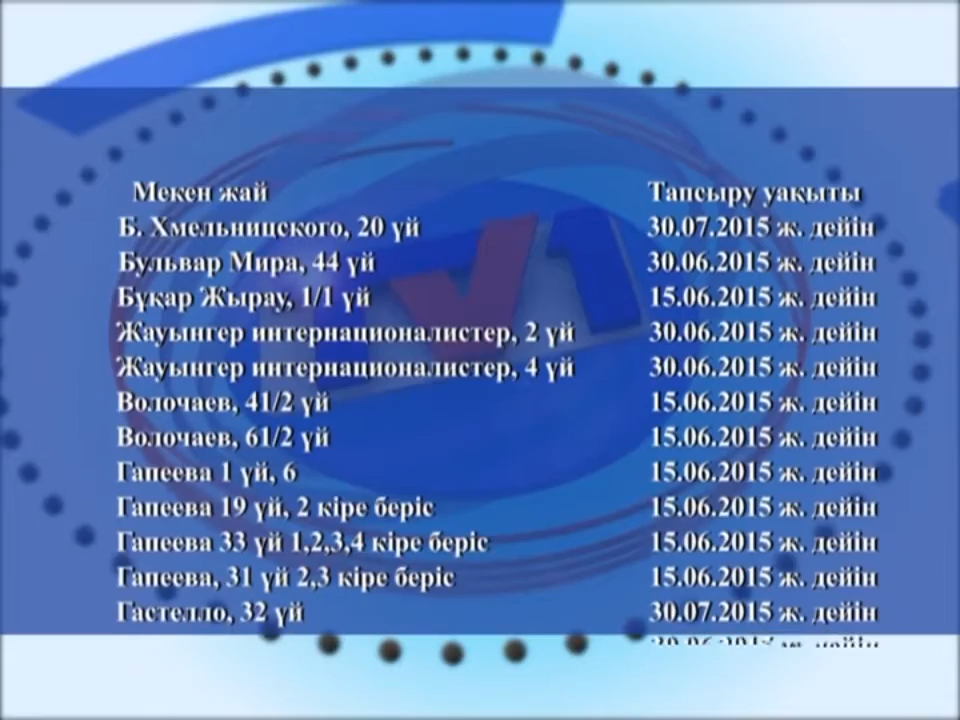 Мекен жай Тапсыру уақыты
Б. Хмельницского, 20 үй 30.07.2015 ж. дейін
Бульвар Мира, 44 үй 30.06.2015 ж. дейін
Бұқар Жырау, 1/1 үй 15.06.2015 ж. дейін
Жауынгер интернационалистер, 2 үй 30.06.2015 ж. дейін
Жауынгер интернационалистер, 4 үй 30.06.2015 ж. дейін
Волочаев, 41/2 үй 15.06.2015 ж. дейін
Волочаев, 61/2 үй 15.06.2015 ж. дейін
Гапеева 1 үй, 6 15.06.2015 ж. дейін
Гапеева 19 үй, 2 кіре беріс 15.06.2015 ж. дейін
Гапеева 33 үй 1,2,3,4 кіре беріс 15.06.2015 ж. дейін
Гапеева, 31 үй 2,3 кіре беріс 15.06.2015 ж. дейін
Гастелло, 32 үй 30.07.2015 ж. дейін